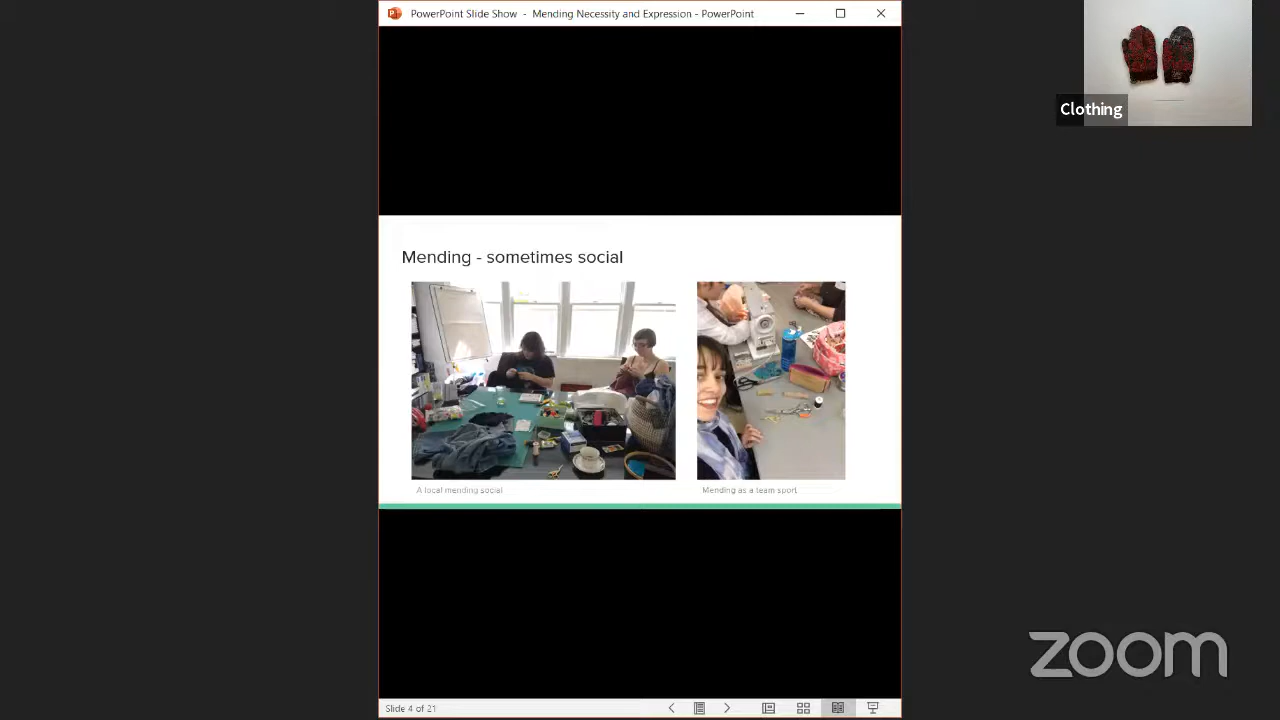 PowerPoint Slide Show - Mending Necessity and Expression - PowerPoint
Clothing
Mending - sometimes social
A local mending social
Mending as a team sport
zoom
Slide 4 of 21